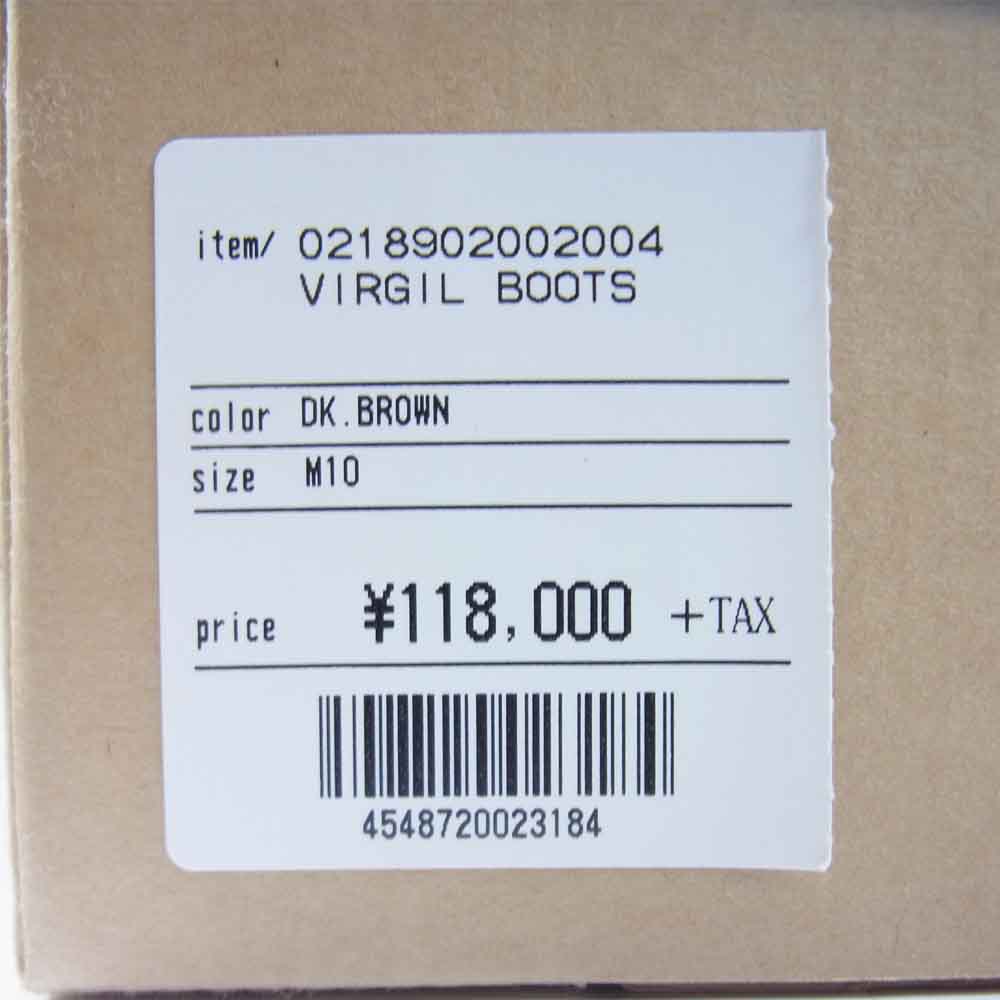 item/ 0218902002004
VIRGIL BOOTS
color DK.BROWN
size M10
price ¥118,000 +TAX
4548720023184